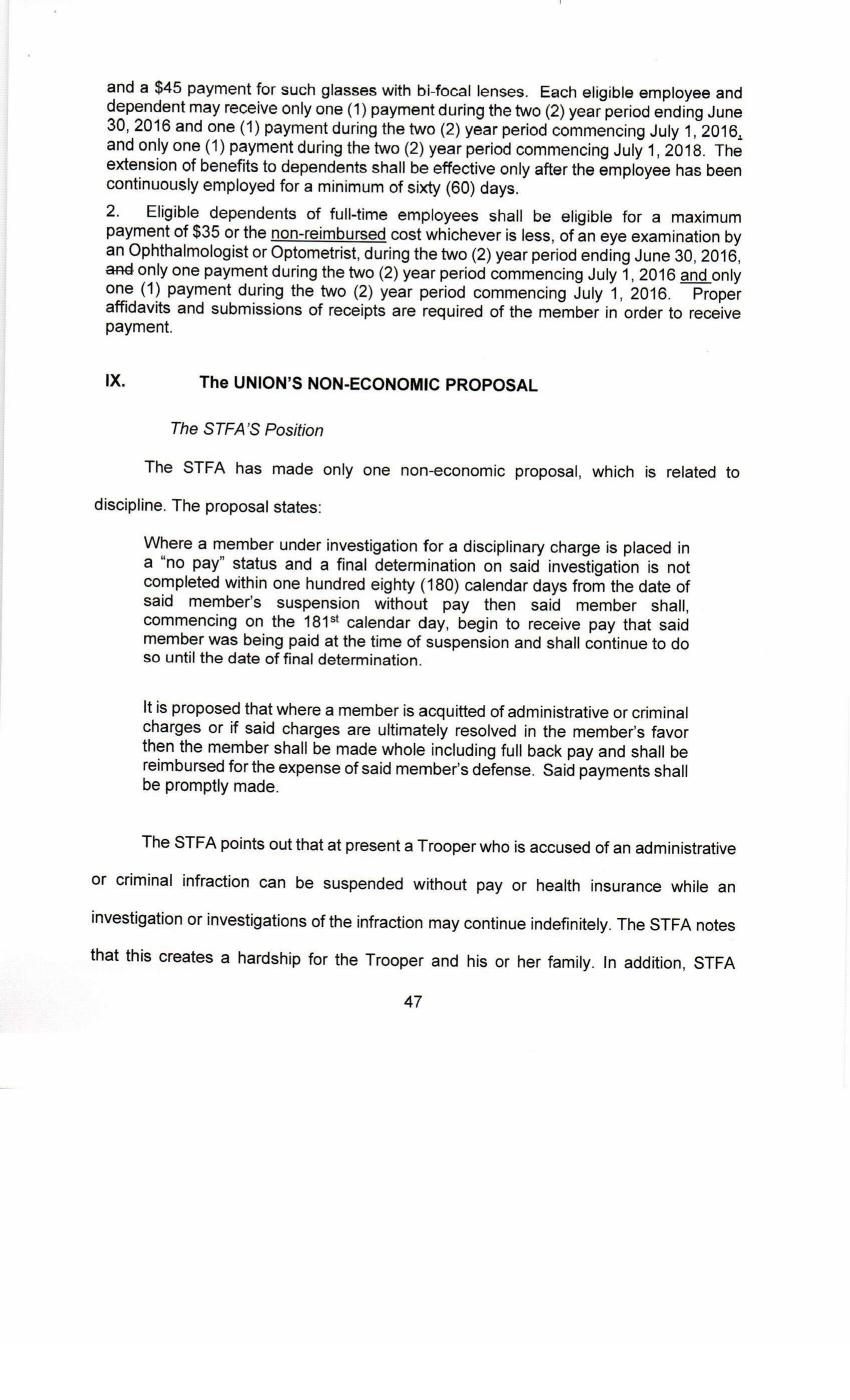 and a $45 payment for such glasses with bi-focal lenses. Each eligible employee and
dependent may receive only one (1) payment during the two (2) year period ending June
30, 2016 and one (1) payment during the two (2) year period commencing July 1, 2016,
and only one (1) payment during the two (2) year period commencing July 1, 2018. The
extension of benefits to dependents shall be effective only after the employee has been
continuously employed for a minimum of sixty (60) days.
2. Eligible dependents of full-time employees shall be eligible for a maximum
payment of $35 or the non-reimbursed cost whichever is less, of an eye examination by
an Ophthalmologist or Optometrist, during the two (2) year period ending June 30, 2016,
and only one payment during the two (2) year period commencing July 1, 2016 and only
one (1) payment during the two (2) year period commencing July 1, 2016. Proper
affidavits and submissions of receipts are required of the member in order to receive
payment.
IX. The UNION'S NON-ECONOMIC PROPOSAL
The STFA'S Position
The STFA has made only one non-economic proposal, which is related to
discipline. The proposal states:
Where a member under investigation for a disciplinary charge is placed in
a "no pay" status and a final determination on said investigation is not
completed within one hundred eighty (180) calendar days from the date of
said member's suspension without pay then said member shall,
commencing on the 181st calendar day, begin to receive pay that said
member was being paid at the time of suspension and shall continue to do
so until the date of final determination.
It is proposed that where a member is acquitted of administrative or criminal
charges or if said charges are ultimately resolved in the member's favor
then the member shall be made whole including full back pay and shall be
reimbursed for the expense of said member's defense. Said payments shall
be promptly made.
The STFA points out that at present a Trooper who is accused of an administrative
or criminal infraction can be suspended without pay or health insurance while an
investigation or investigations of the infraction may continue indefinitely. The STFA notes
that this creates a hardship for the Trooper and his or her family. In addition, STFA
47